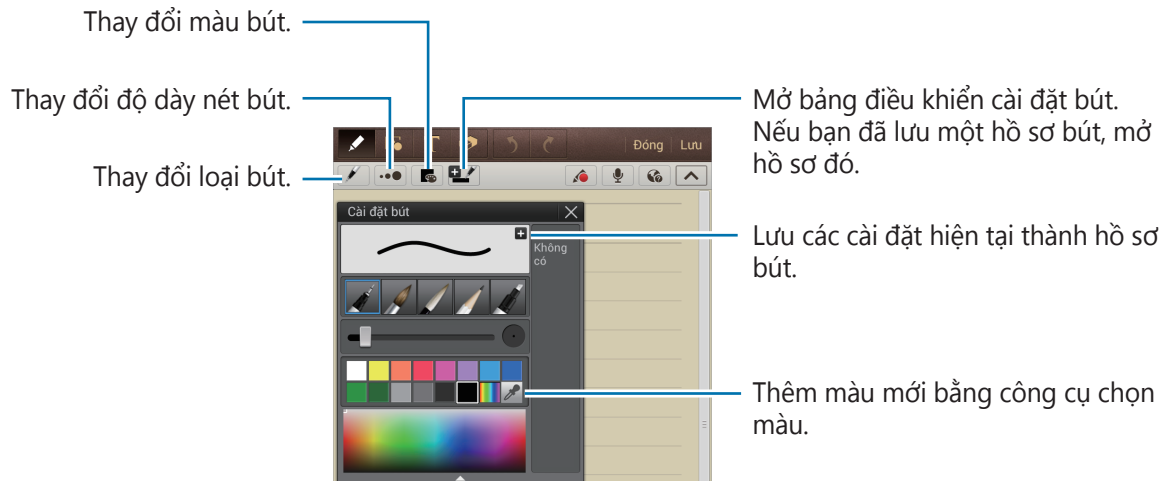 Thay đổi màu bút.
Thay đổi độ dày nét bút.
Thay đổi loại bút.
Mở bảng điều khiển cài đặt bút.
Nếu bạn đã lưu một hồ sơ bút, mở
hồ sơ đó.
Lưu các cài đặt hiện tại thành hồ sơ
bút.
Thêm màu mới bằng công cụ chọn
màu.
T
Đóng Lưu
Cài đặt bút
Không
có